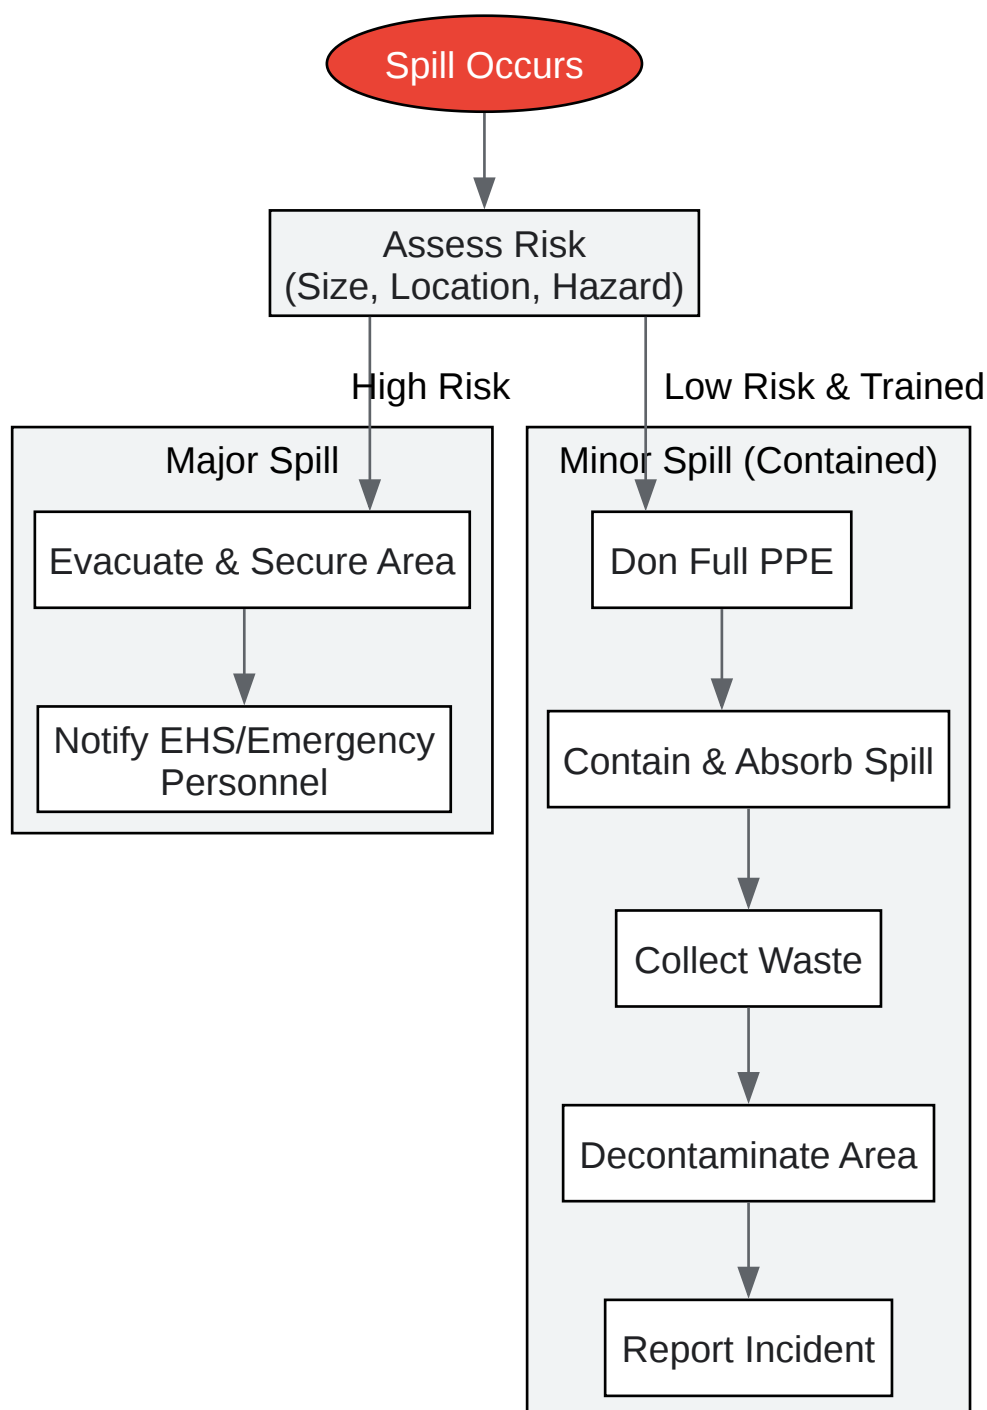 Spill Occurs
Assess Risk
(Size, Location, Hazard)
High Risk
Low Risk & Trained
Major Spill
Evacuate & Secure Area
Notify EHS/Emergency
Personnel
Minor Spill (Contained)
Don Full PPE
Contain & Absorb Spill
Collect Waste
Decontaminate Area
Report Incident